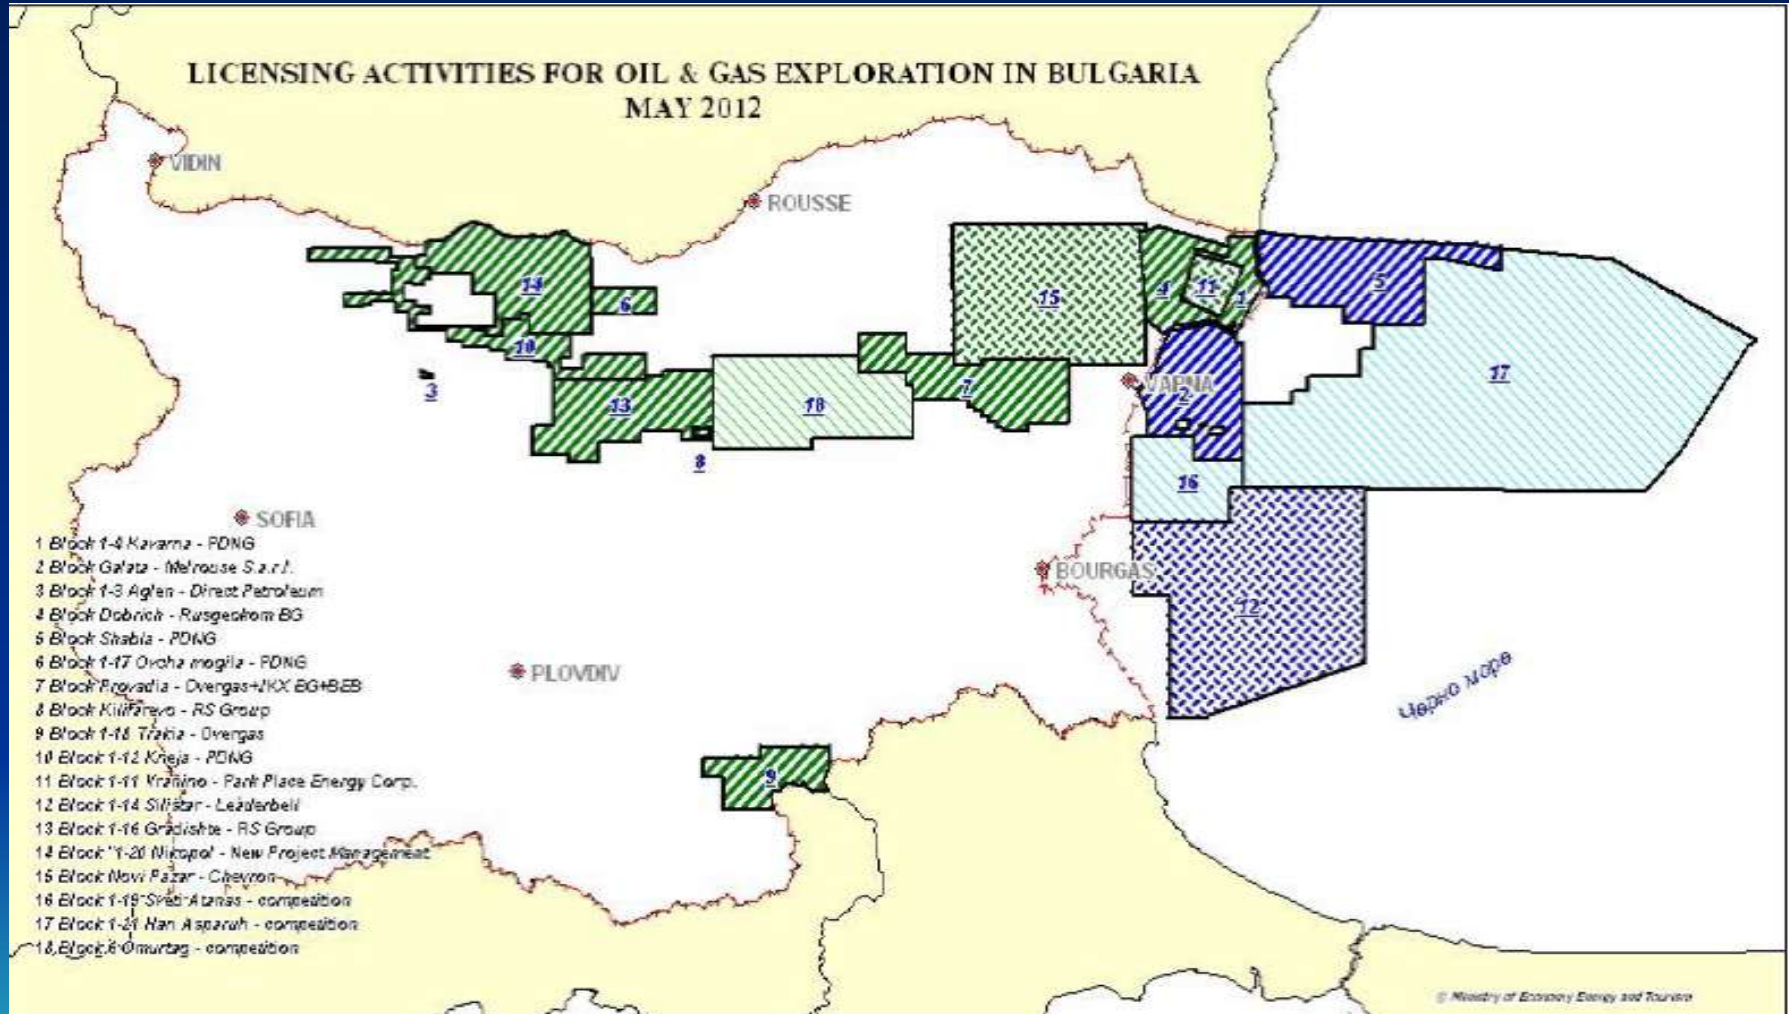 LICENSING ACTIVITIES FOR OIL & GAS EXPLORATION IN BULGARIA
MAY 2012
VIDIN
ROUSSE
14
6
10
3
13
8
18
7
15
4
11
1
5
VARNA
2
17
16
12
SOFIA
BOURGAS
PLOVDIV
9
Черно море
1 Block 1-4 Kavarna - PDNG
2 Block Galata - Melrouse S.a.r.l.
3 Block 1-3 Aglen - Direct Petroleum
4 Block Dobrich - Rusgeokom BG
5 Block Shabla - PDNG
6 Block 1-17 Ovcha mogila - PDNG
7 Block Provadia - Overgas+JKX BG+BEB
8 Block Kilifarevo - RS Group
9 Block 1-18 Trakia - Overgas
10 Block 1-12 Kneja - PDNG
11 Block 1-11 Vranino - Park Place Energy Corp.
12 Block 1-14 Silistar - Leaderbell
13 Block 1-16 Gradishte - RS Group
14 Block "1-20 Nikopol - New Project Management
15 Block Novi Pazar - Chevron
16 Block 1-19 Sveti Atanas - competition
17 Block 1-21 Han Asparuh - competition
18 Block 6 Omurtag - competition
© Ministry of Economy Energy and Tourism